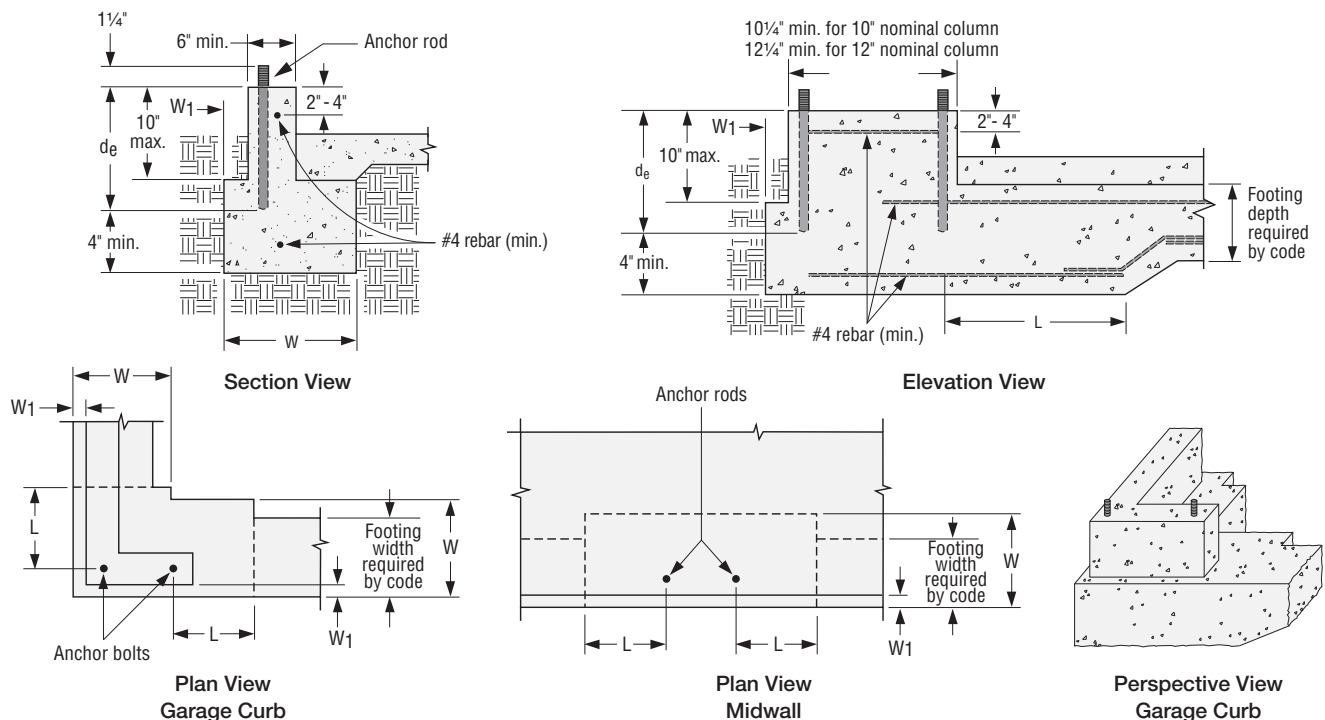 1¼"
6" min.
Anchor rod
W1
10" max.
2" - 4"
de
4" min.
#4 rebar (min.)
W
Section View
10¼" min. for 10" nominal column
12¼" min. for 12" nominal column
W1
10" max.
2"- 4"
de
4" min.
Footing depth required by code
#4 rebar (min.)
L
Elevation View
W
W1
L
Footing width required by code
W
L
W1
Anchor bolts
Plan View
Garage Curb
Anchor rods
Footing width required by code
W
L
L
W1
Plan View
Midwall
Perspective View
Garage Curb